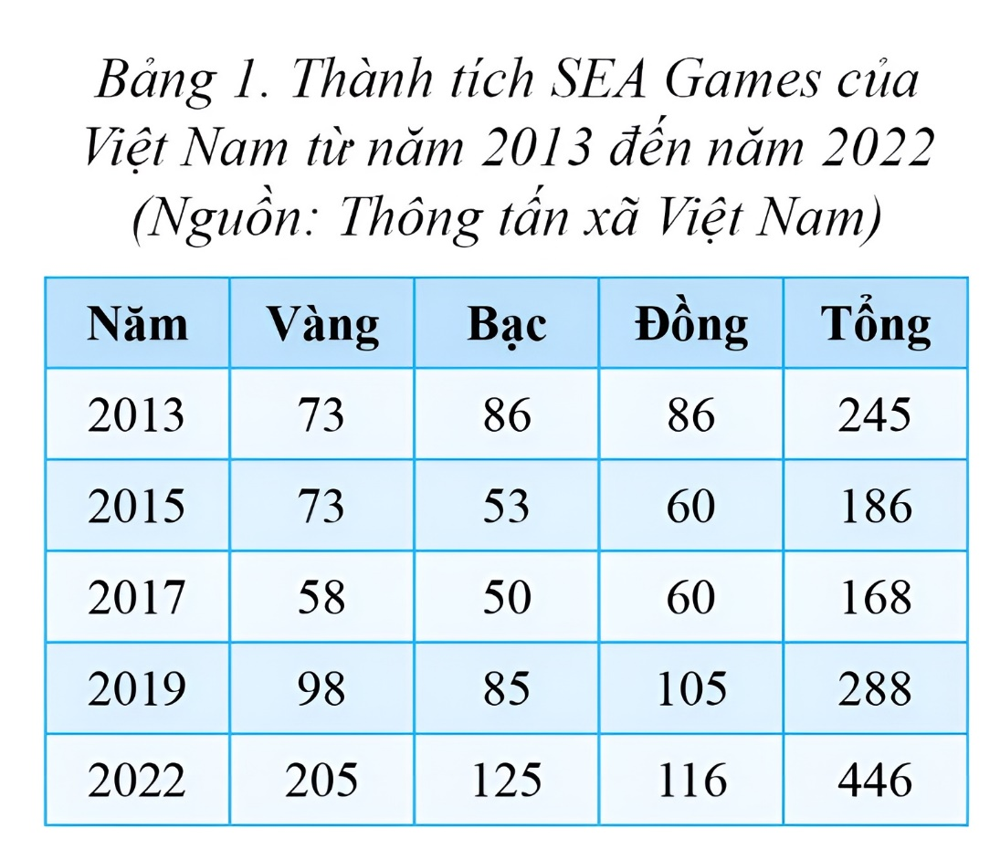 Bảng 1. Thành tích SEA Games của
Việt Nam từ năm 2013 đến năm 2022
(Nguồn: Thông tấn xã Việt Nam)
Năm Vàng Bạc Đồng Tổng
2013 73 86 86 245
2015 73 53 60 186
2017 58 50 60 168
2019 98 85 105 288
2022 205 125 116 446